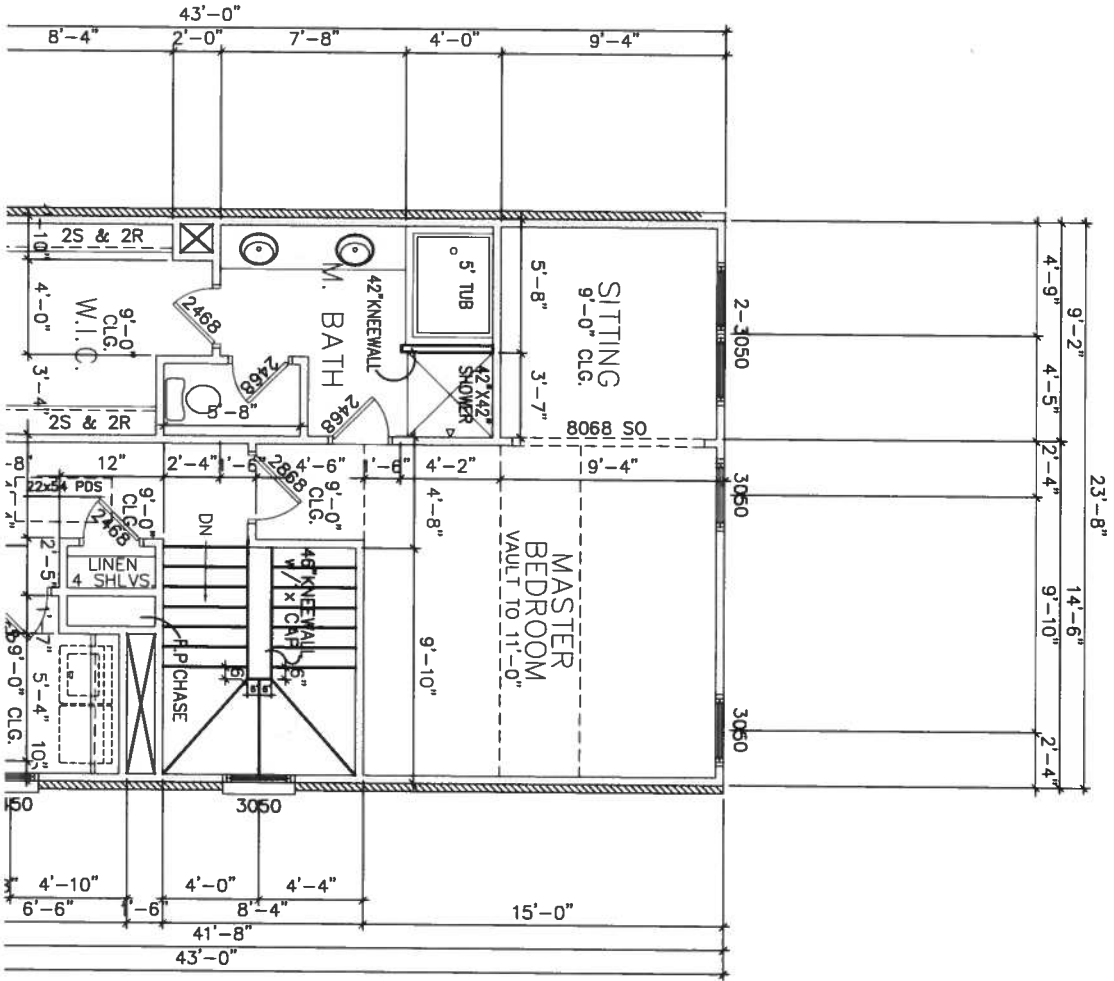 43'-0"
8'-4" 2'-0" 7'-8" 4'-0" 9'-4"
2S & 2R
-10"
4'-0"
3'-4"
9'-0"
CLG.
W.I.C.
2S & 2R
2468
M. BATH
42"KNEEWALL
5' TUB
42"X42"
SHOWER
2468
5'-8"
2468
5'-8"
3'-7"
SITTING
9'-0" CLG.
2-3050
8068 SO
4'-9"
4'-5"
2'-4"
9'-10"
2'-4"
9'-2"
14'-6"
23'-8"
-8" 12" 2'-4" 1'-6" 4'-6" 1'-6" 4'-2" 9'-4"
22x54 PDS
9'-0"
CLG.
2468
2868
9'-0"
CLG.
4'-8"
3050
DN
LINEN
4 SHLVS.
2'-5"
1'-7"
5'-4"
10"
9'-0" CLG.
F.P.CHASE
46"KNEEWALL
w/ 1x CAP
6"
6"
6" 6"
9'-10"
MASTER
BEDROOM
VAULT TO 11'-0"
3050
3050
4'-10" 4'-0" 4'-4"
6'-6" 1'-6" 8'-4" 15'-0"
41'-8"
43'-0"